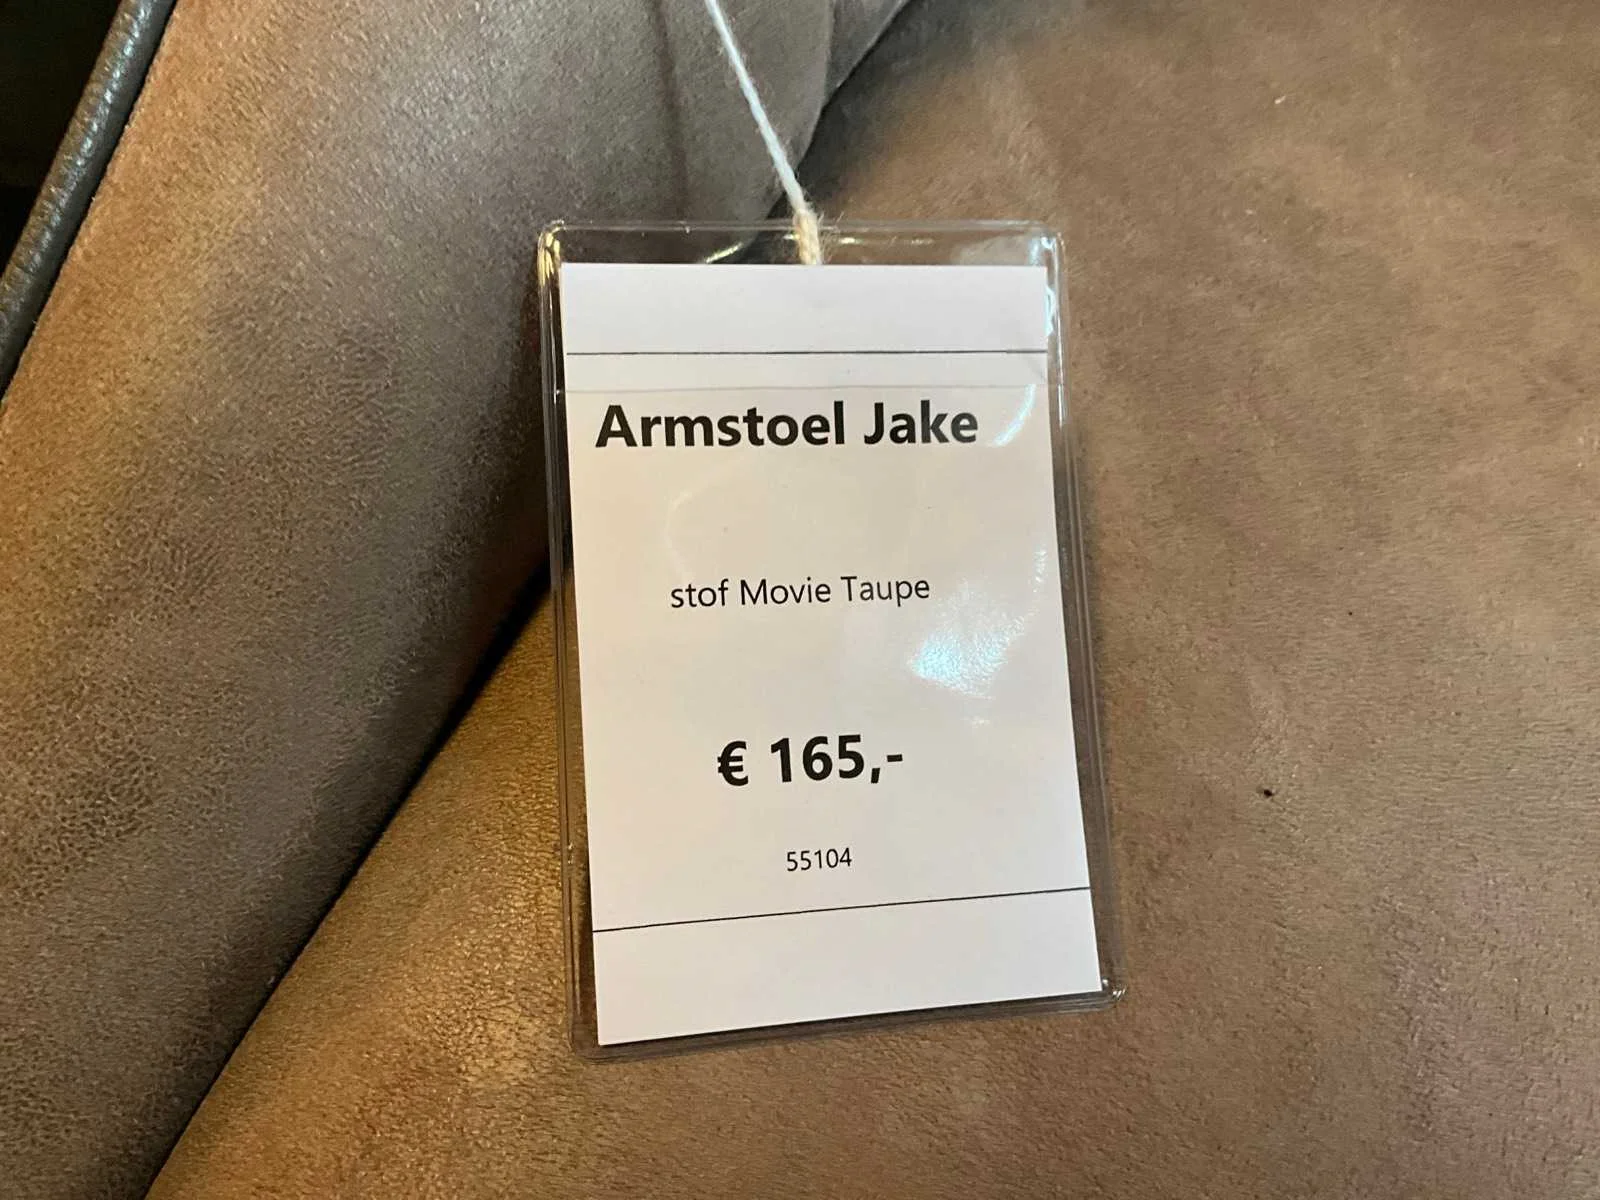 Armstoel Jake
stof Movie Taupe
€ 165,-
55104